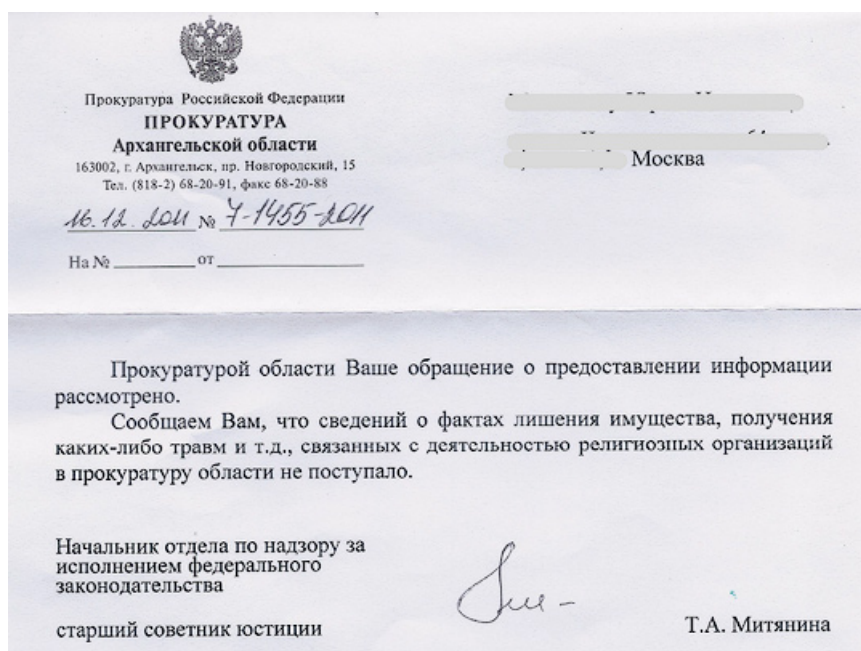 Прокуратура Российской Федерации
ПРОКУРАТУРА
Архангельской области
163002, г. Архангельск, пр. Новгородский, 15
Тел. (818-2) 68-20-91, факс 68-20-88
16.12.2011 № 7-1455-2011
На № от
Москва
Прокуратурой области Ваше обращение о предоставлении информации
рассмотрено.
Сообщаем Вам, что сведений о фактах лишения имущества, получения
каких-либо травм и т.д., связанных с деятельностью религиозных организаций
в прокуратуру области не поступало.
Начальник отдела по надзору за
исполнением федерального
законодательства
старший советник юстиции
Т.А. Митянина